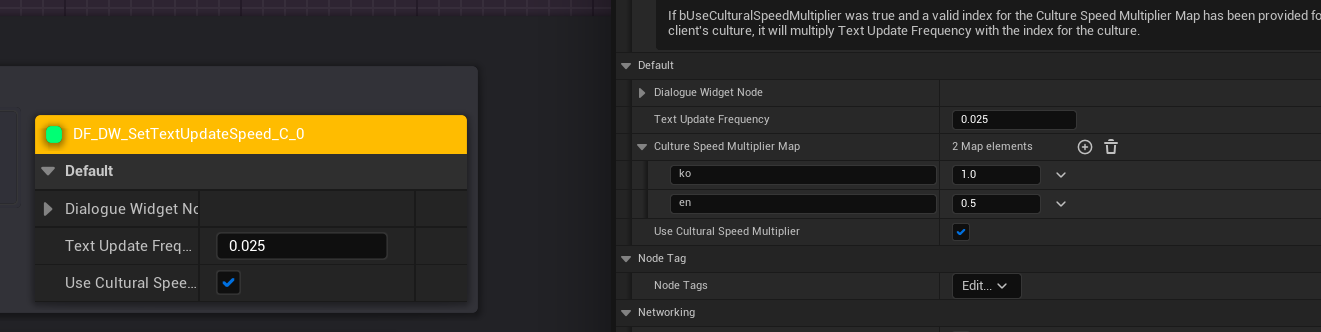 DF_DW_SetTextUpdateSpeed_C_0
Default
Dialogue Widget Nc
Text Update Freq... 0.025
Use Cultural Spee...
If bUseCulturalSpeedMultiplier was true and a valid index for the Culture Speed Multiplier Map has been provided fo
client's culture, it will multiply Text Update Frequency with the index for the culture.
Default
Dialogue Widget Node
Text Update Frequency 0.025
Culture Speed Multiplier Map 2 Map elements
ko 1.0
en 0.5
Use Cultural Speed Multiplier
Node Tag
Node Tags Edit...
Networking